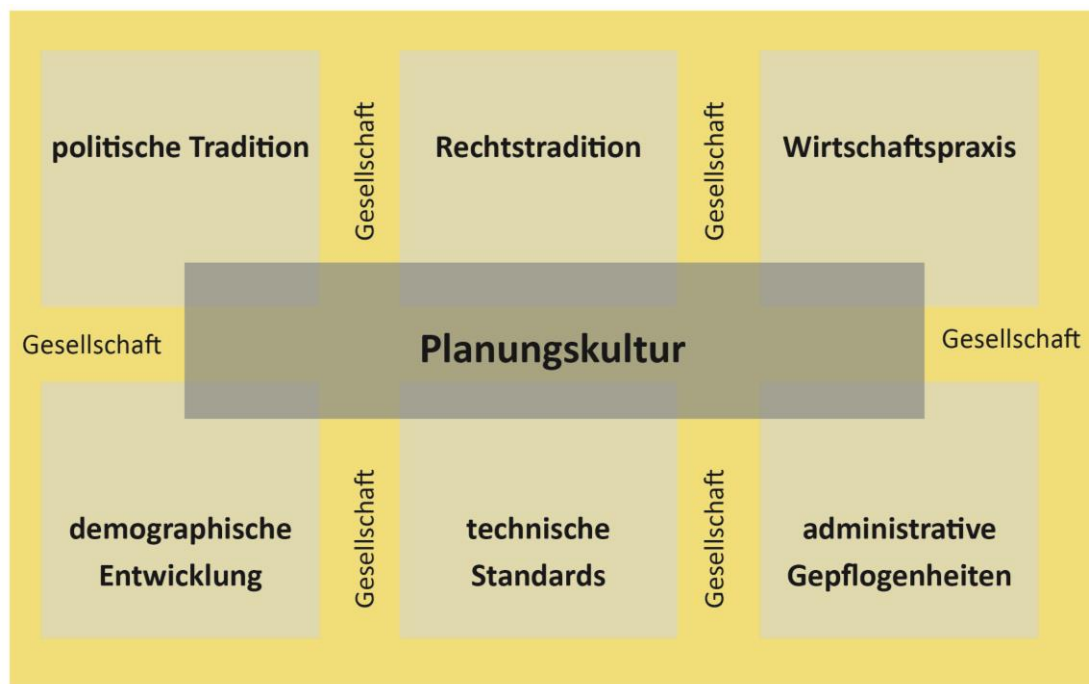 politische Tradition
Gesellschaft
Rechtstradition
Gesellschaft
Wirtschaftspraxis
Gesellschaft
Planungskultur
Gesellschaft
demographische
Entwicklung
Gesellschaft
technische
Standards
Gesellschaft
administrative
Gepflogenheiten